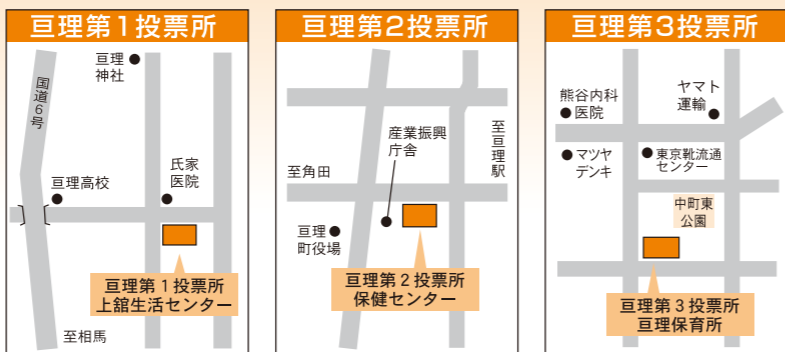 亘理第1投票所
亘理
神社
国道6号
氏家
医院
亘理高校
亘理第1投票所
上舘生活センター
至相馬
亘理第2投票所
産業振興
庁舎
至亘理駅
至角田
亘理
町役場
亘理第2投票所
保健センター
亘理第3投票所
熊谷内科
医院
ヤマト
運輸
マツヤ
デンキ
東京靴流通
センター
中町東
公園
亘理第3投票所
亘理保育所